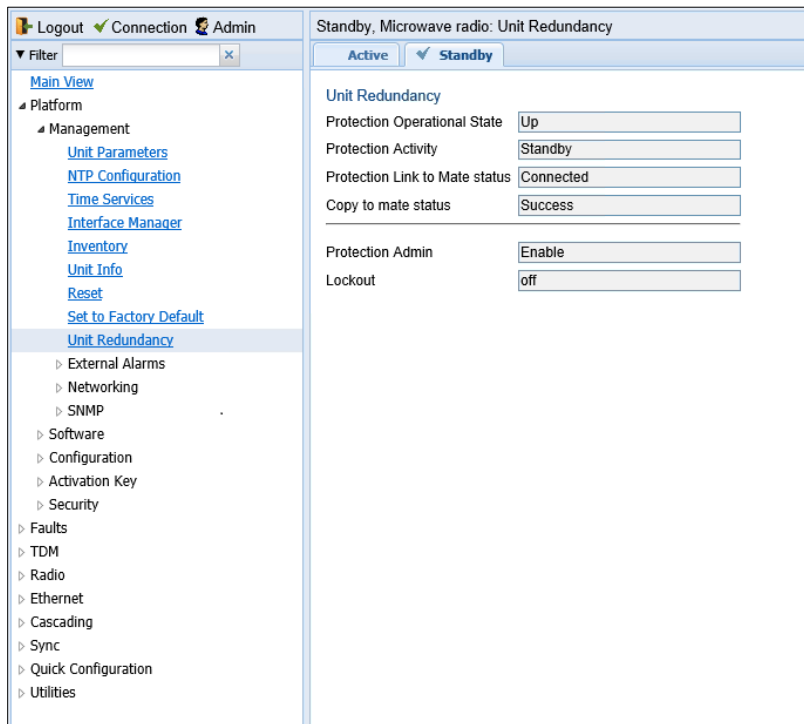 Logout Connection Admin
Filter
Main View
Platform
Management
Unit Parameters
NTP Configuration
Time Services
Interface Manager
Inventory
Unit Info
Reset
Set to Factory Default
Unit Redundancy
External Alarms
Networking
SNMP
Software
Configuration
Activation Key
Security
Faults
TDM
Radio
Ethernet
Cascading
Sync
Quick Configuration
Utilities
Standby, Microwave radio: Unit Redundancy
Active Standby
Unit Redundancy
Protection Operational State Up
Protection Activity Standby
Protection Link to Mate status Connected
Copy to mate status Success
Protection Admin Enable
Lockout off